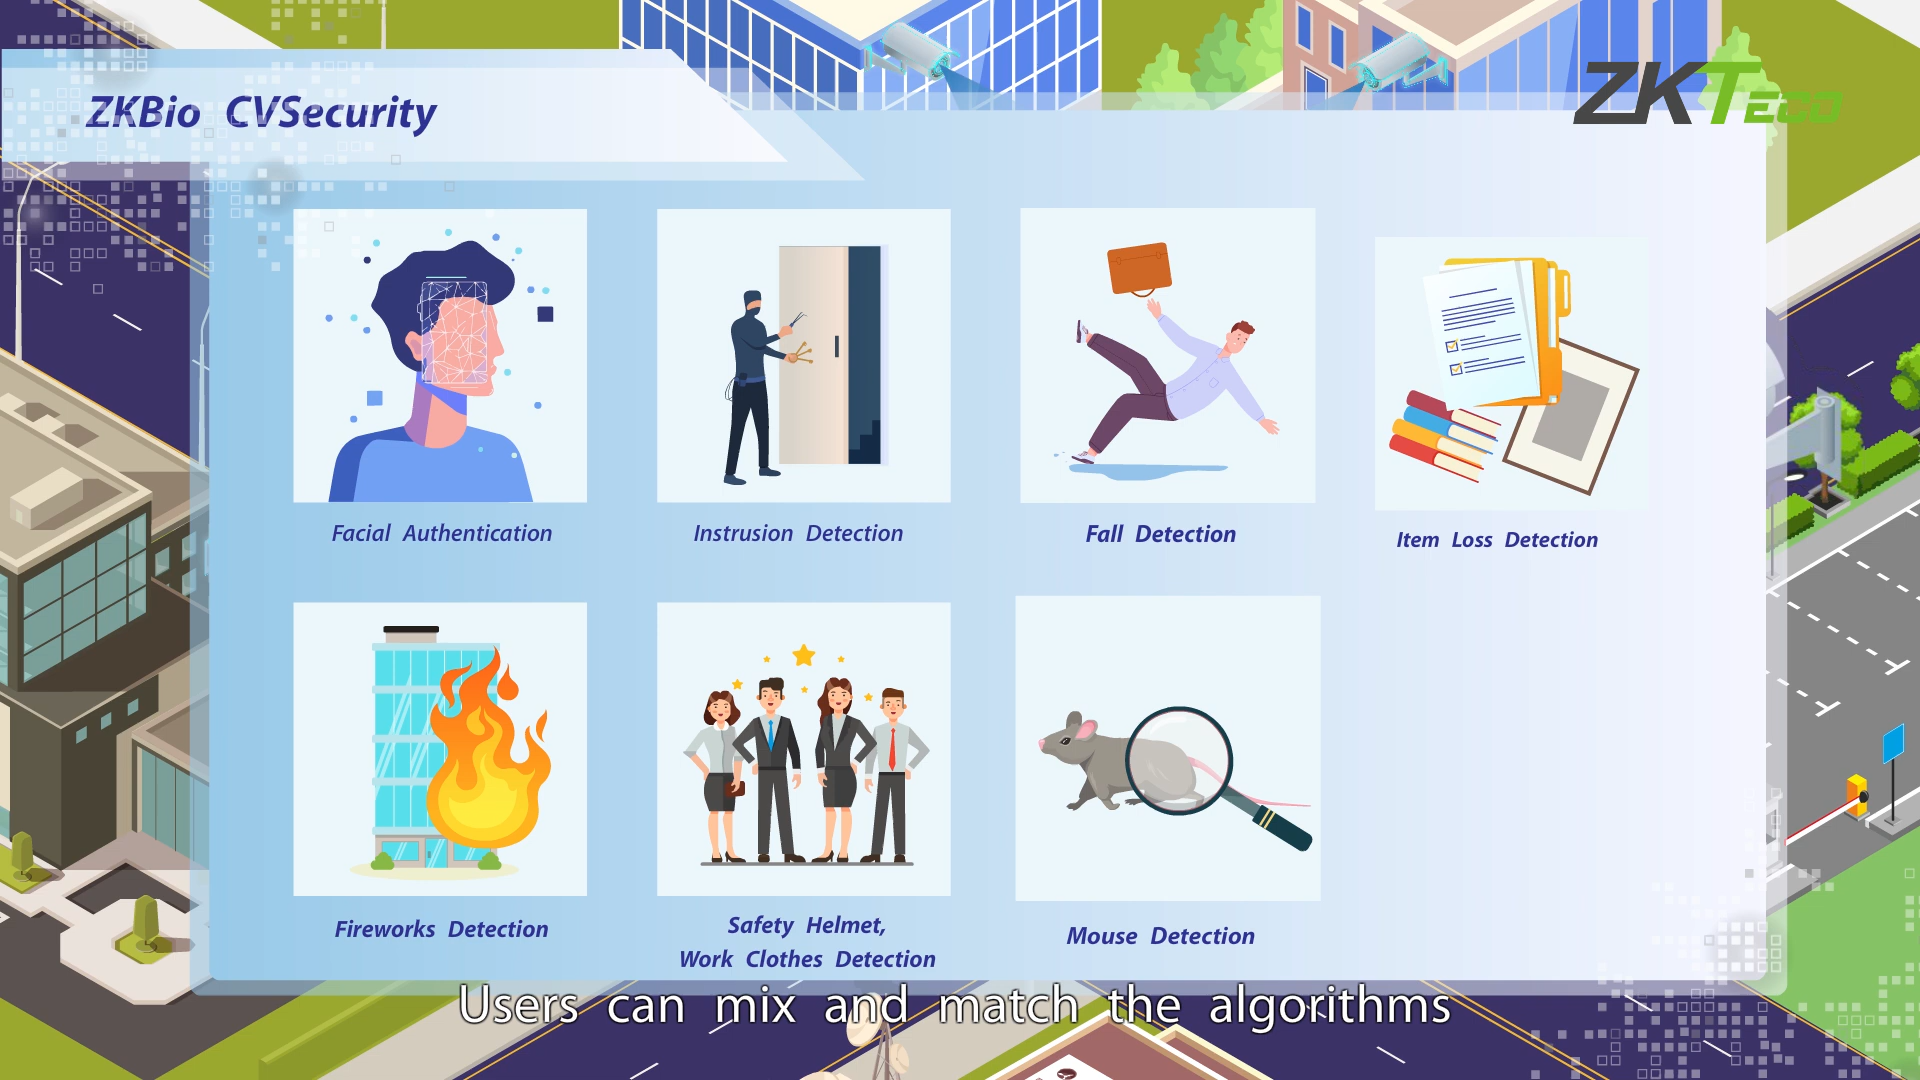 ZKBio CVSecurity
ZKTeco
Facial Authentication
Instrusion Detection
Fall Detection
Item Loss Detection
Fireworks Detection
Safety Helmet,
Work Clothes Detection
Mouse Detection
Users can mix and match the algorithms